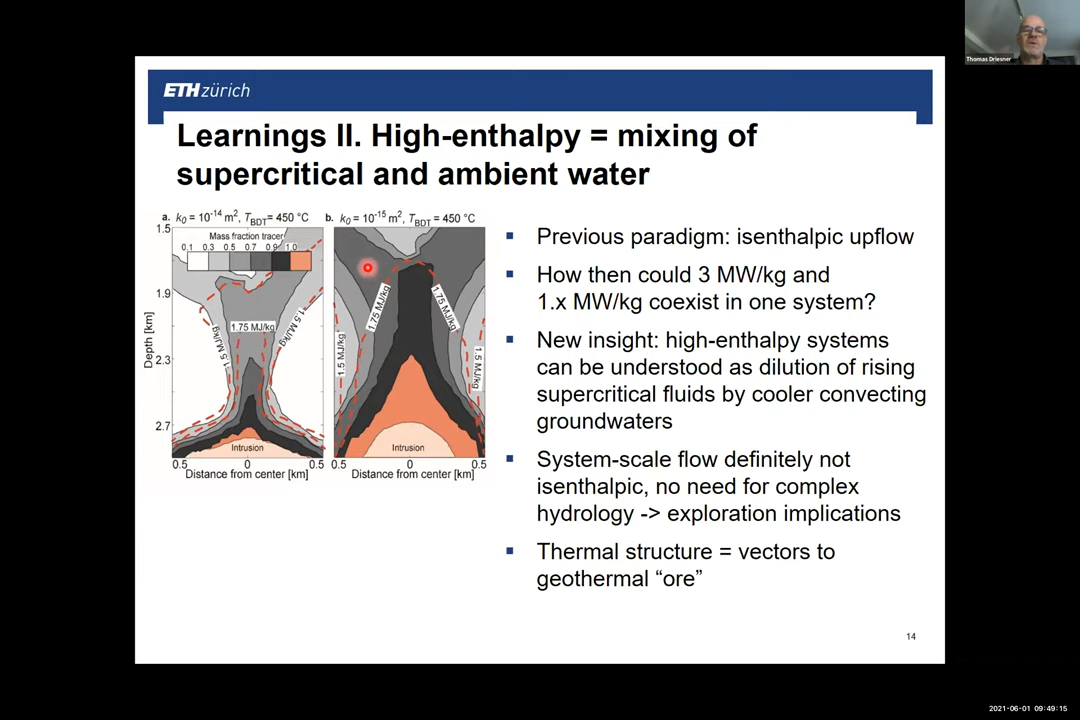 Thomas Driesner
ETH zürich
Learnings II. High-enthalpy = mixing of
supercritical and ambient water
a. k0 = 10-14 m2, TBDT= 450 °C
b. k0 = 10-15 m2, TBDT = 450 °C
Mass fraction tracer
0.1 0.3 0.5 0.7 0.9 1.0
1.5
1.9
2.3
2.7
Depth [km]
1.5 MJ/kg
1.75 MJ/kg
1.5 MJ/kg
1.5 MJ/kg
1.75 MJ/kg
1.75 MJ/kg
1.5 MJ/kg
Intrusion
Intrusion
0.5 0 0.5
0.5 0 0.5
Distance from center [km]
Distance from center [km]
Previous paradigm: isenthalpic upflow
How then could 3 MW/kg and
1.x MW/kg coexist in one system?
New insight: high-enthalpy systems
can be understood as dilution of rising
supercritical fluids by cooler convecting
groundwaters
System-scale flow definitely not
isenthalpic, no need for complex
hydrology -> exploration implications
Thermal structure = vectors to
geothermal “ore”
14
2021-06-01 09:49:15